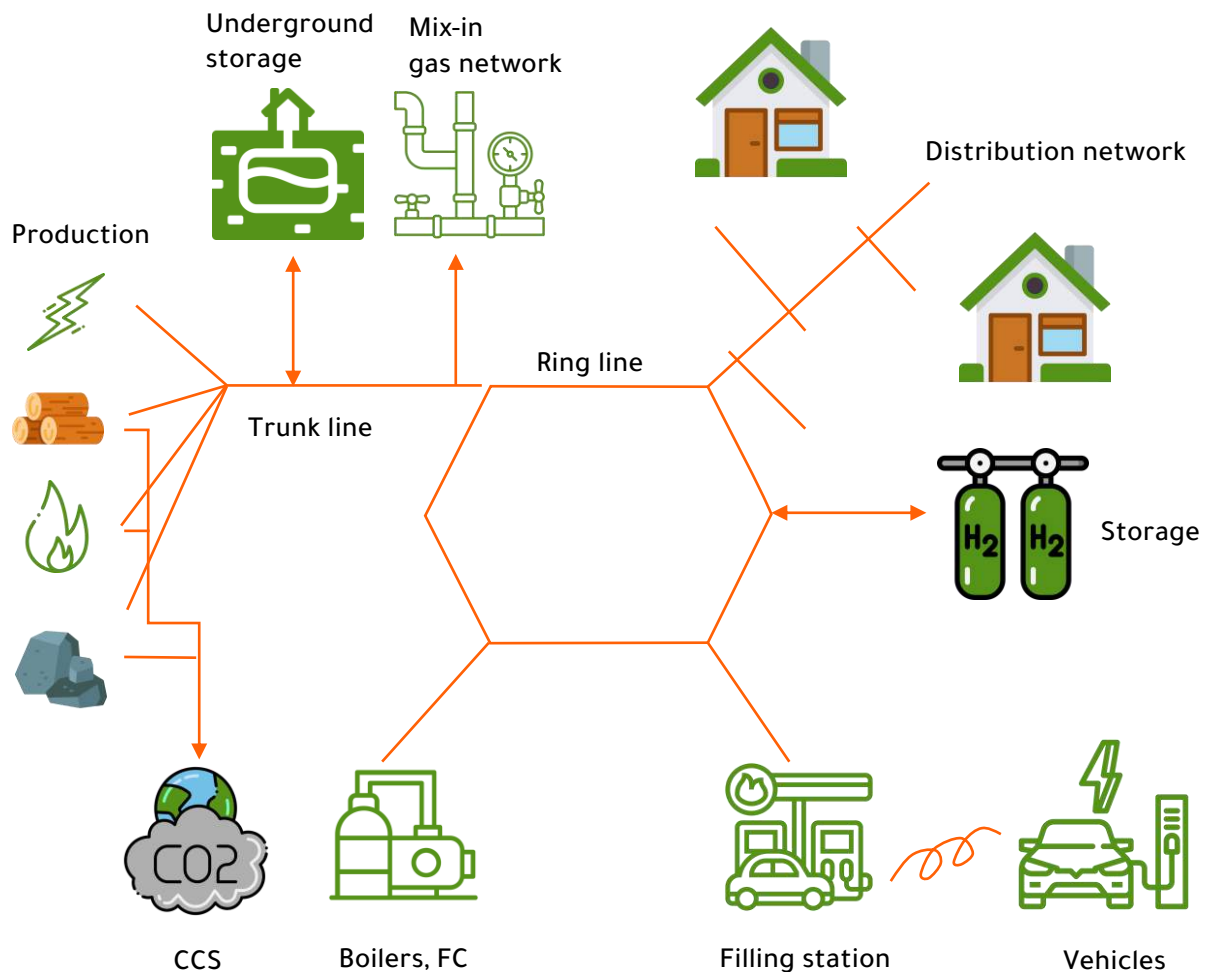 Underground
storage
Mix-in
gas network
Distribution network
Production
Ring line
Trunk line
H2
H2
Storage
CO2
CCS
Boilers, FC
Filling station
Vehicles